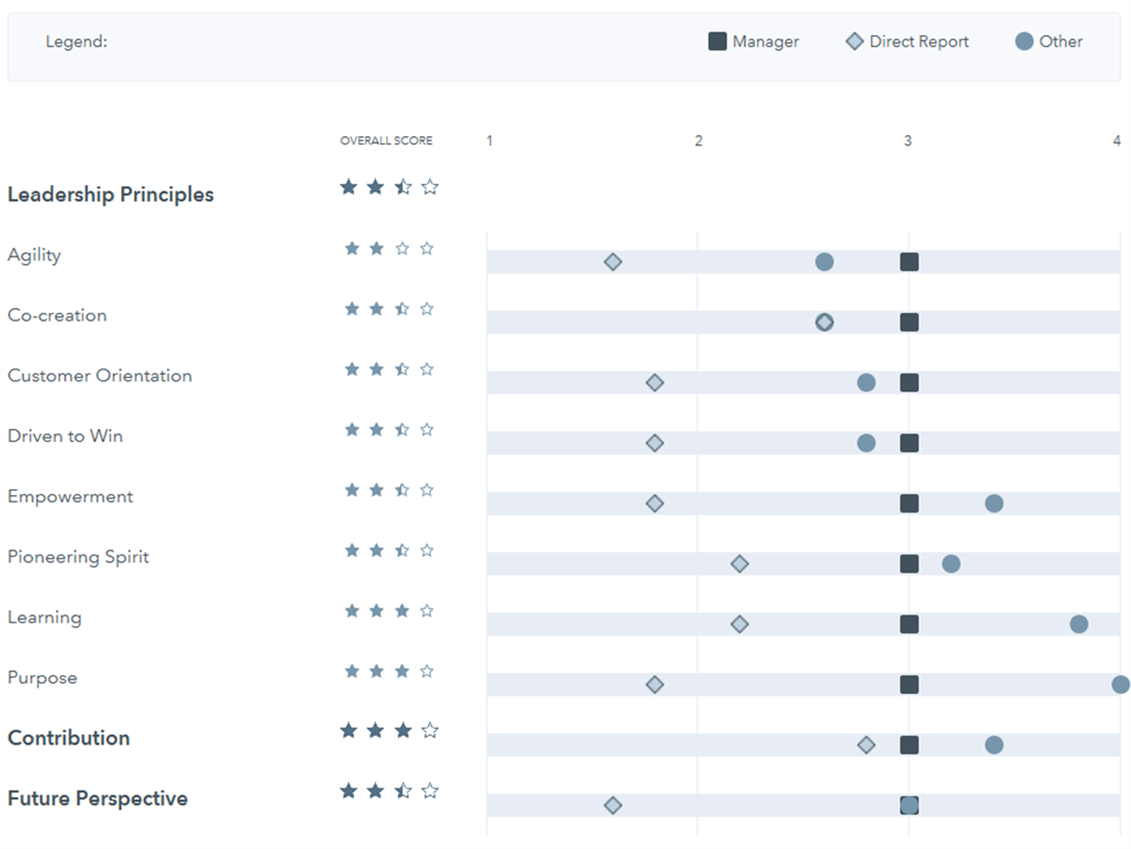 Legend: Manager Direct Report Other
OVERALL SCORE 1 2 3 4
Leadership Principles
Agility
Co-creation
Customer Orientation
Driven to Win
Empowerment
Pioneering Spirit
Learning
Purpose
Contribution
Future Perspective